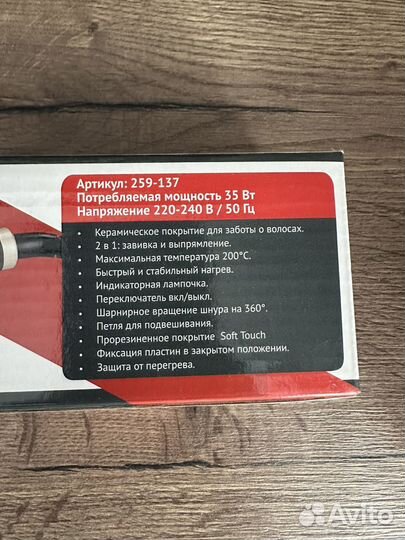 Артикул: 259-137
Потребляемая мощность 35 Вт
Напряжение 220-240 В / 50 Гц
• Керамическое покрытие для заботы о волосах.
• 2 в 1: завивка и выпрямление.
• Максимальная температура 200°С.
• Быстрый и стабильный нагрев.
• Индикаторная лампочка.
• Переключатель вкл/выкл.
• Шарнирное вращение шнура на 360°.
• Петля для подвешивания.
• Прорезиненное покрытие Soft Touch
• Фиксация пластин в закрытом положении.
• Защита от перегрева.
Avito